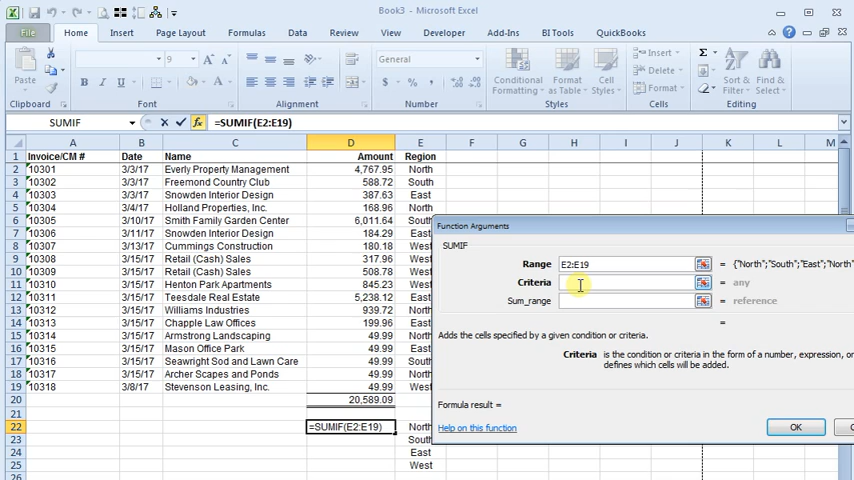 Book3 - Microsoft Excel
File Home Insert Page Layout Formulas Data Review View Developer Add-Ins BI Tools QuickBooks
Paste
Clipboard
9
B
Font
Alignment
General
$ % ,
Number
Conditional Formatting
Format as Table
Cell Styles
Styles
Insert
Delete
Format
Cells
Σ
Sort & Filter
Find & Select
Editing
SUMIF
fx
=SUMIF(E2:E19)
A B C D E F G H I J K L M
1 Invoice/CM # Date Name Amount Region
2 10301 3/3/17 Everly Property Management 4,767.95 North
3 10302 3/3/17 Freemond Country Club 588.72 South
4 10303 3/3/17 Snowden Interior Design 387.63 East
5 10304 3/4/17 Holland Properties, Inc. 168.96 North
6 10305 3/10/17 Smith Family Garden Center 6,011.64 South
7 10306 3/11/17 Snowden Interior Design 184.29 East
8 10307 3/13/17 Cummings Construction 180.18 West
9 10308 3/15/17 Retail (Cash) Sales 317.96 East
10 10309 3/15/17 Retail (Cash) Sales 508.78 West
11 10310 3/15/17 Henton Park Apartments 845.23 South
12 10311 3/15/17 Teesdale Real Estate 5,238.12 East
13 10312 3/15/17 Williams Industries 939.72 North
14 10313 3/15/17 Chapple Law Offices 199.96 East
15 10314 3/15/17 Armstrong Landscaping 49.99 North
16 10315 3/15/17 Mason Office Park 49.99 East
17 10316 3/15/17 Seawright Sod and Lawn Care 49.99 South
18 10317 3/15/17 Archer Scapes and Ponds 49.99 West
19 10318 3/8/17 Stevenson Leasing, Inc. 49.99 West
20 20,589.09
21
22 =SUMIF(E2:E19) North
23 South
24 East
25 West
Function Arguments
SUMIF
Range E2:E19 = {"North";"South";"East";"North"
Criteria = any
Sum_range = reference
=
Adds the cells specified by a given condition or criteria.
Criteria is the condition or criteria in the form of a number, expression, or
defines which cells will be added.
Formula result =
Help on this function
OK